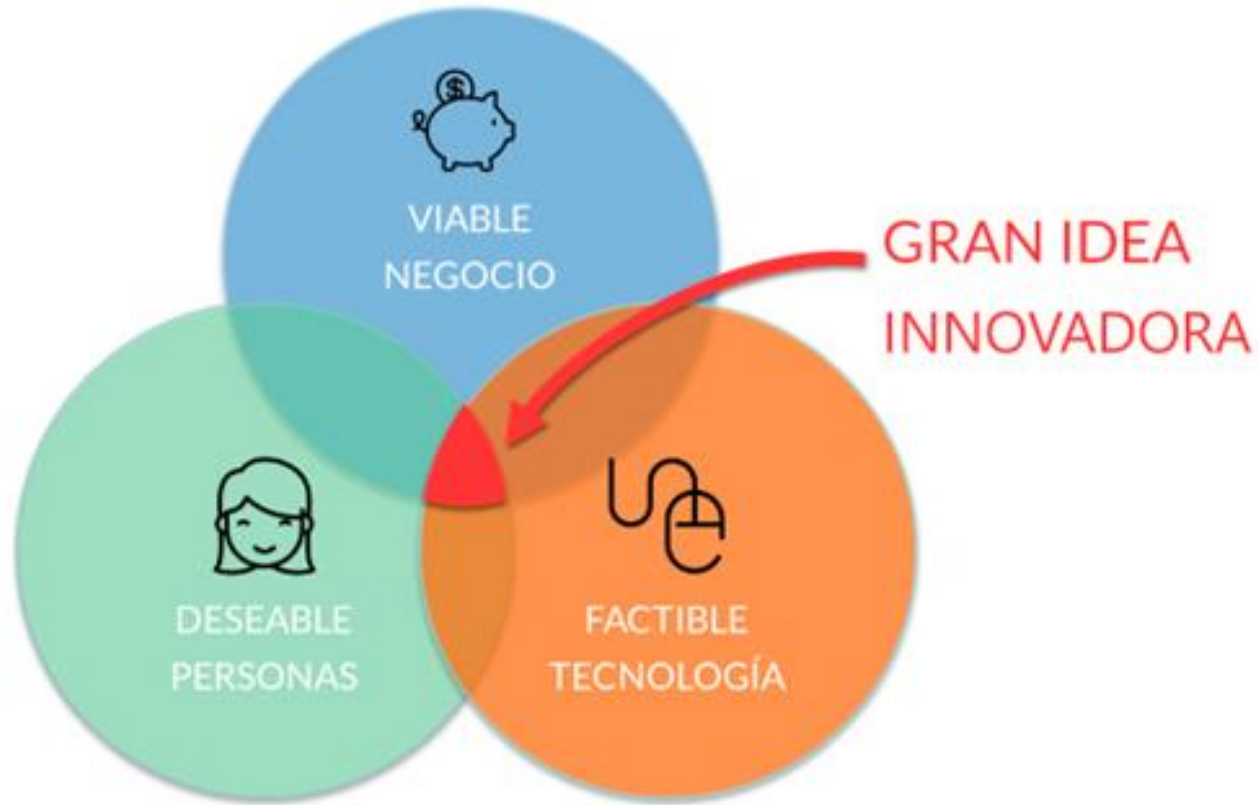 $
VIABLE
NEGOCIO
GRAN IDEA
INNOVADORA
DESEABLE
PERSONAS
FACTIBLE
TECNOLOGÍA